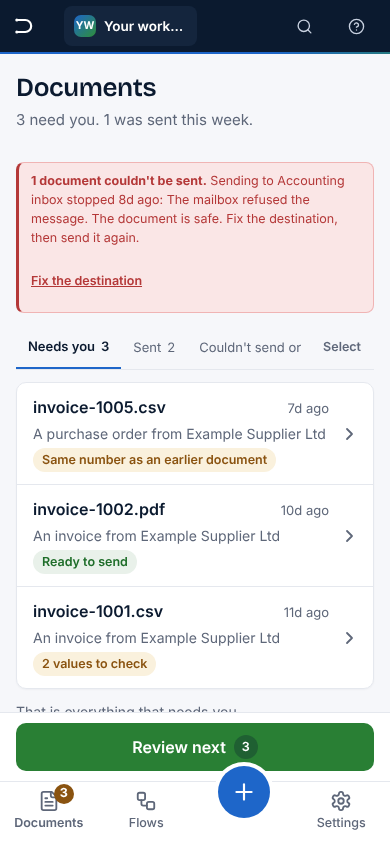 YW Your work...
Documents
3 need you. 1 was sent this week.
1 document couldn't be sent. Sending to Accounting
inbox stopped 8d ago: The mailbox refused the
message. The document is safe. Fix the destination,
then send it again.
Fix the destination
Needs you 3 Sent 2 Couldn't send or Select
invoice-1005.csv 7d ago
A purchase order from Example Supplier Ltd
Same number as an earlier document
invoice-1002.pdf 10d ago
An invoice from Example Supplier Ltd
Ready to send
invoice-1001.csv 11d ago
An invoice from Example Supplier Ltd
2 values to check
That is everything that needs you
Review next 3
3
Documents Flows Settings